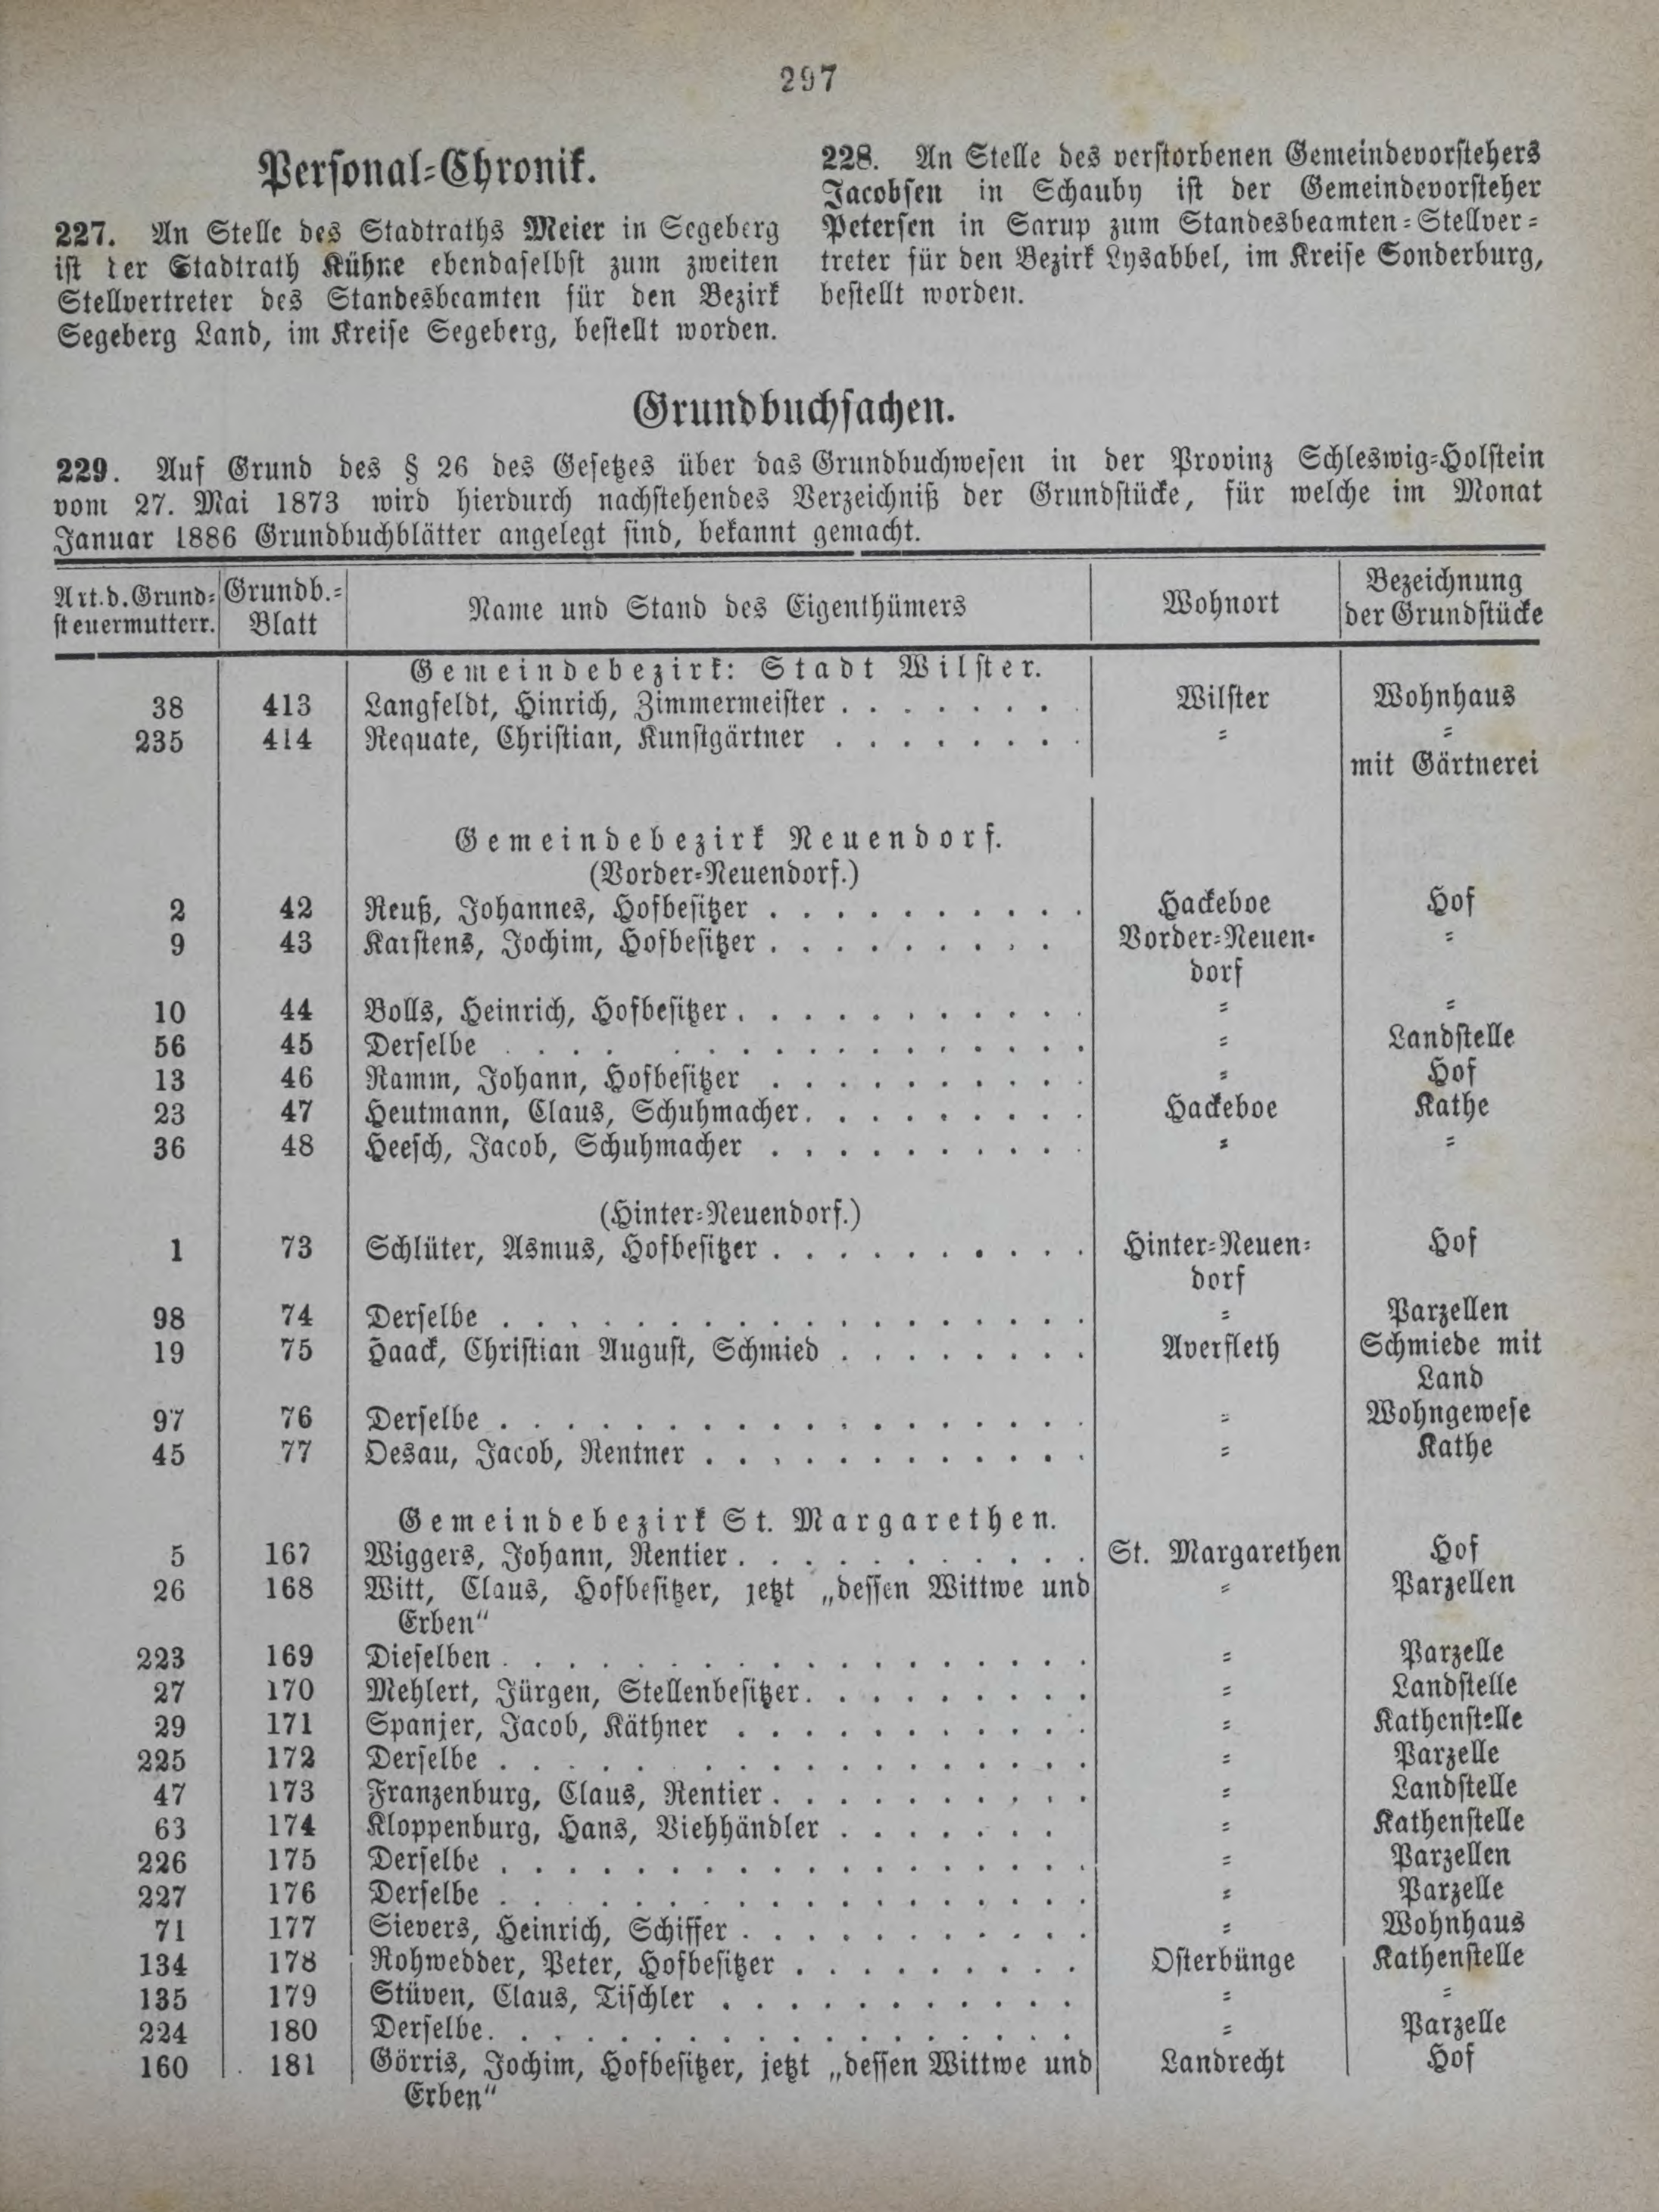 297
Personal-Chronik.
227. An Stelle des Stadtraths Meier in Segeberg
ist der Stadtrath Kühne ebendaselbst zum zweiten
Stellvertreter des Standesbeamten für den Bezirk
Segeberg Land, im Kreise Segeberg, bestellt worden.
228. An Stelle des verstorbenen Gemeindevorstehers
Jacobsen in Schauby ist der Gemeindevorsteher
Petersen in Sarup zum Standesbeamten-Stellver-
treter für den Bezirk Lysabbel, im Kreise Sonderburg,
bestellt worden.
Grundbuchsachen.
229. Auf Grund des § 26 des Gesetzes über das Grundbuchwesen in der Provinz Schleswig-Holstein
vom 27. Mai 1873 wird hierdurch nachstehendes Verzeichniß der Grundstücke, für welche im Monat
Januar 1886 Grundbuchblätter angelegt sind, bekannt gemacht.
Art. d. Grund-
steuermutterr. Grundb.-
Blatt Name und Stand des Eigenthümers Wohnort Bezeichnung
der Grundstücke
Gemeindebezirk: Stadt Wilster.
38 413 Langfeldt, Hinrich, Zimmermeister . . . . . . . . Wilster Wohnhaus
235 414 Requate, Christian, Kunstgärtner . . . . . . . . = =
mit Gärtnerei
Gemeindebezirk Neuendorf.
(Vorder-Neuendorf.)
2 42 Reuß, Johannes, Hofbesitzer . . . . . . . . . . Hackeboe Hof
9 43 Karstens, Jochim, Hofbesitzer . . . . . . . . . Vorder-Neuen- =
dorf
10 44 Bolls, Heinrich, Hofbesitzer . . . . . . . . . . . = =
56 45 Derselbe . . . . . . . . . . . . . . . . = Landstelle
13 46 Ramm, Johann, Hofbesitzer . . . . . . . . . . = Hof
23 47 Heutmann, Claus, Schuhmacher . . . . . . . . . Hackeboe Kathe
36 48 Heesch, Jacob, Schuhmacher . . . . . . . . . . = =
(Hinter-Neuendorf.)
1 73 Schlüter, Asmus, Hofbesitzer . . . . . . . . . . Hinter-Neuen- Hof
dorf
98 74 Derselbe . . . . . . . . . . . . . . . . . = Parzellen
19 75 Haack, Christian August, Schmied . . . . . . . . Averfleth Schmiede mit
Land
97 76 Derselbe . . . . . . . . . . . . . . . . . = Wohngewese
45 77 Desau, Jacob, Rentner . . . . . . . . . . . . = Kathe
Gemeindebezirk St. Margarethen.
5 167 Wiggers, Johann, Rentier . . . . . . . . . . . St. Margarethen Hof
26 168 Witt, Claus, Hofbesitzer, jetzt „dessen Wittwe und = Parzellen
Erben“
223 169 Dieselben . . . . . . . . . . . . . . . . . = Parzelle
27 170 Mehlert, Jürgen, Stellenbesitzer . . . . . . . . . = Landstelle
29 171 Spanjer, Jacob, Käthner . . . . . . . . . . . = Kathenstelle
225 172 Derselbe . . . . . . . . . . . . . . . . . = Parzelle
47 173 Franzenburg, Claus, Rentier . . . . . . . . . . = Landstelle
63 174 Kloppenburg, Hans, Viehhändler . . . . . . . = Kathenstelle
226 175 Derselbe . . . . . . . . . . . . . . . . . = Parzellen
227 176 Derselbe . . . . . . . . . . . . . . . . . = Parzelle
71 177 Sievers, Heinrich, Schiffer . . . . . . . . . . . = Wohnhaus
134 178 Rohwedder, Peter, Hofbesitzer . . . . . . . . . Osterbünge Kathenstelle
135 179 Stüven, Claus, Tischler . . . . . . . . . . . = =
224 180 Derselbe . . . . . . . . . . . . . . . . . = Parzelle
160 181 Görris, Jochim, Hofbesitzer, jetzt „dessen Wittwe und Landrecht Hof
Erben“